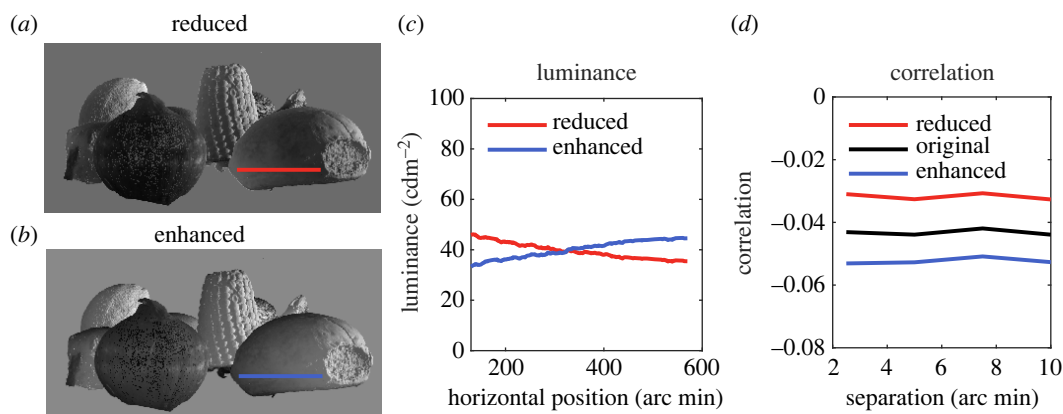 (a)
reduced
(b)
enhanced
(c)
luminance
100
80
60
40
20
0
luminance (cdm−2)
reduced
enhanced
200
400
600
horizontal position (arc min)
(d)
correlation
0
−0.02
−0.04
−0.06
−0.08
correlation
reduced
original
enhanced
2
4
6
8
10
separation (arc min)